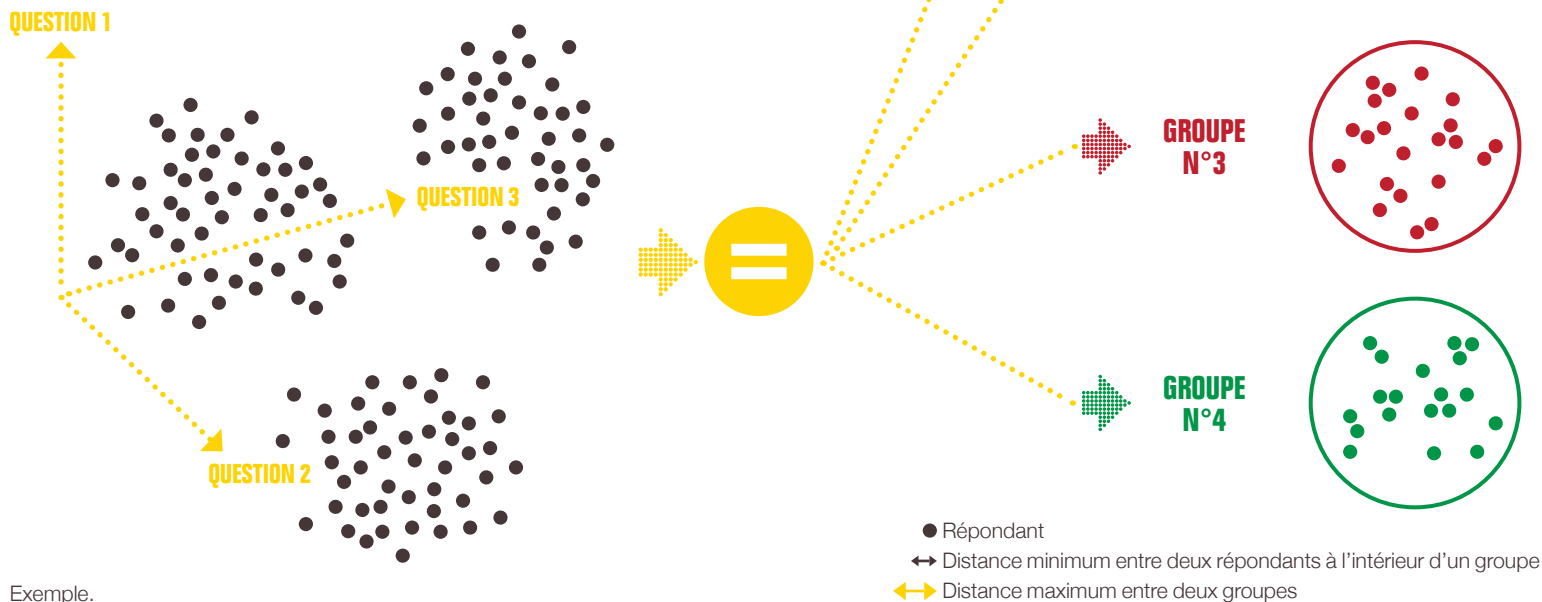 QUESTION 1
QUESTION 3
QUESTION 2
GROUPE
N°3
GROUPE
N°4
Répondant
Distance minimum entre deux répondants à l'intérieur d'un groupe
Distance maximum entre deux groupes
Exemple.